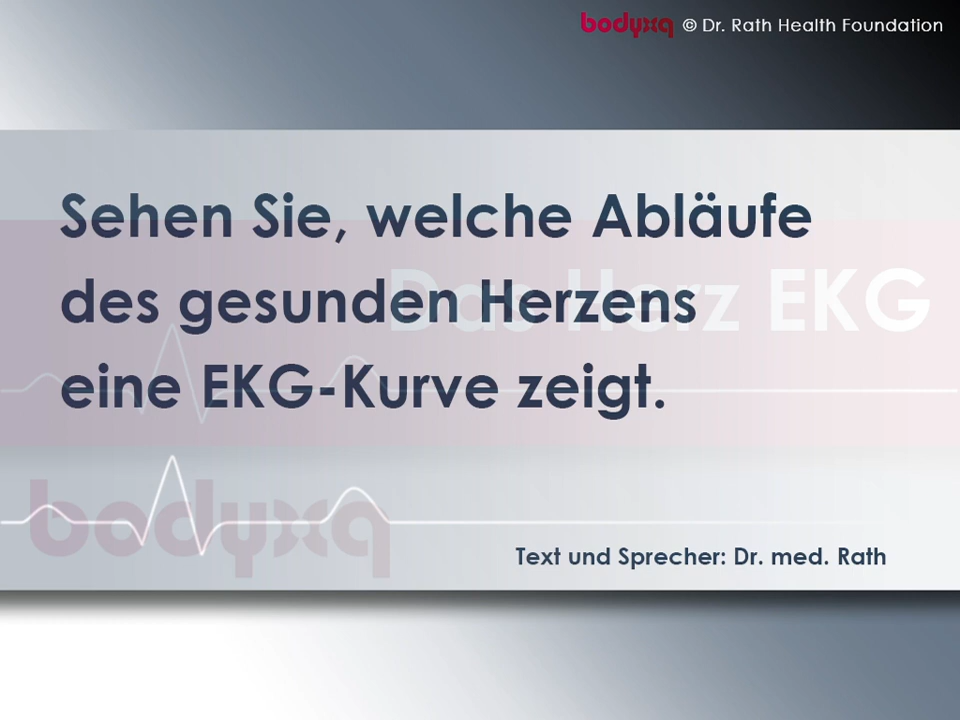 bodyxq © Dr. Rath Health Foundation
Sehen Sie, welche Abläufe
des gesunden Herzens
Das Herz EKG
eine EKG-Kurve zeigt.
bodyxq
Text und Sprecher: Dr. med. Rath